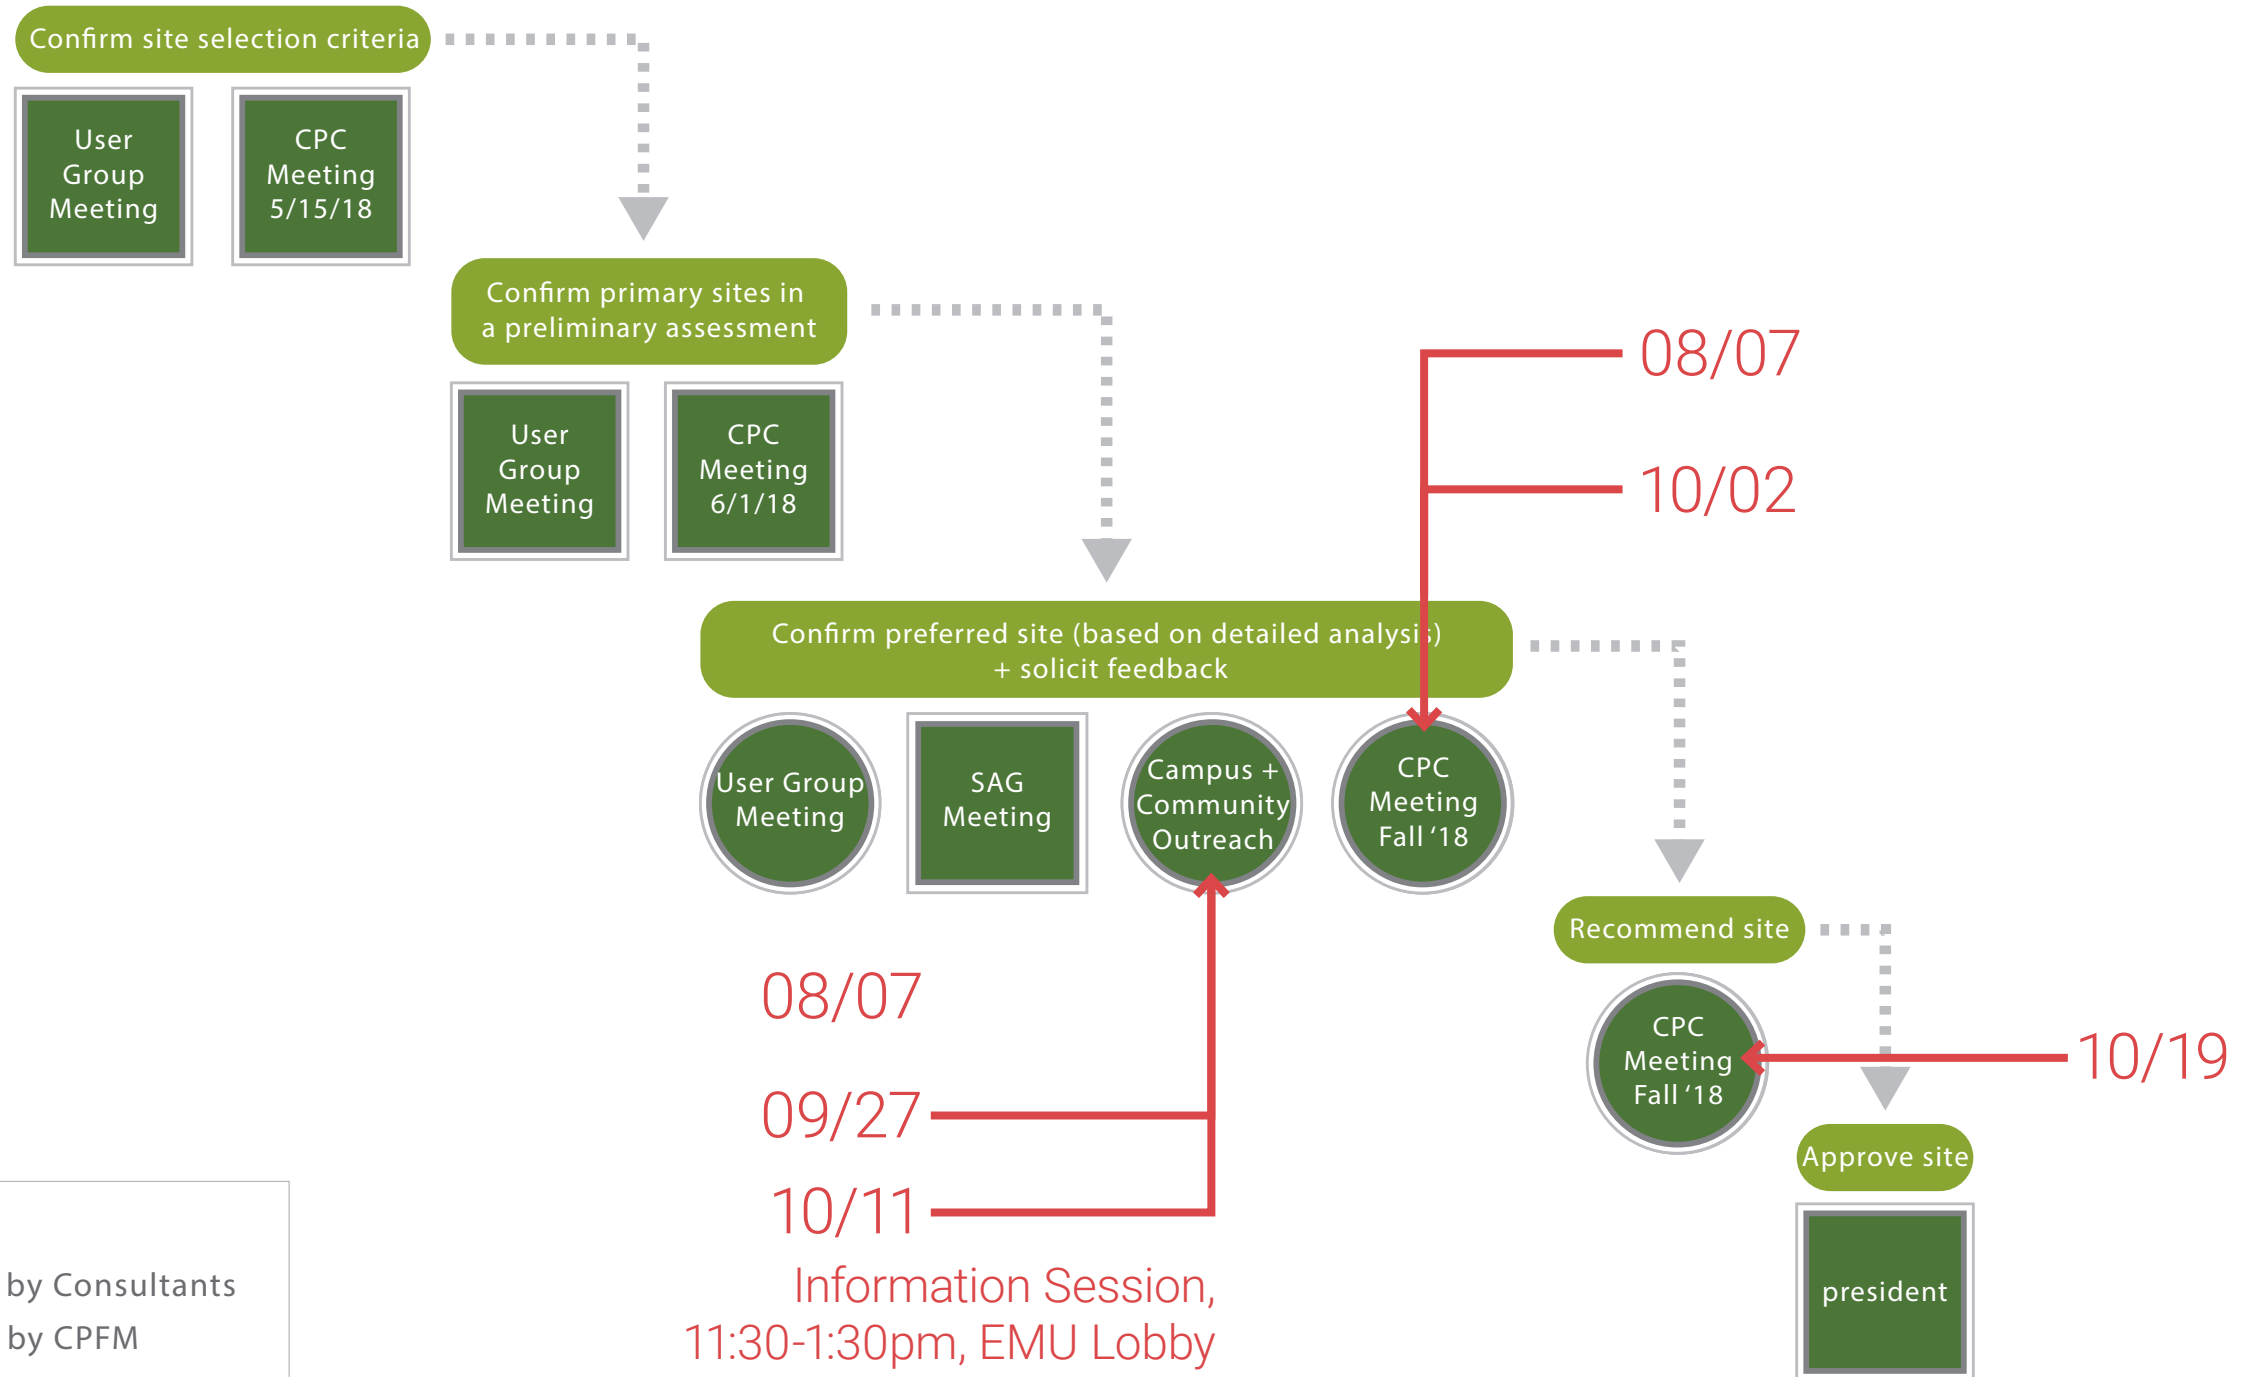 Confirm site selection criteria
User
Group
Meeting
CPC
Meeting
5/15/18
Confirm primary sites in
a preliminary assessment
User
Group
Meeting
CPC
Meeting
6/1/18
08/07
10/02
Confirm preferred site (based on detailed analysis)
+ solicit feedback
User Group
Meeting
SAG
Meeting
Campus +
Community
Outreach
CPC
Meeting
Fall ‘18
08/07
09/27
10/11
Information Session,
11:30-1:30pm, EMU Lobby
Recommend site
CPC
Meeting
Fall ‘18
10/19
Approve site
president
by Consultants
by CPFM